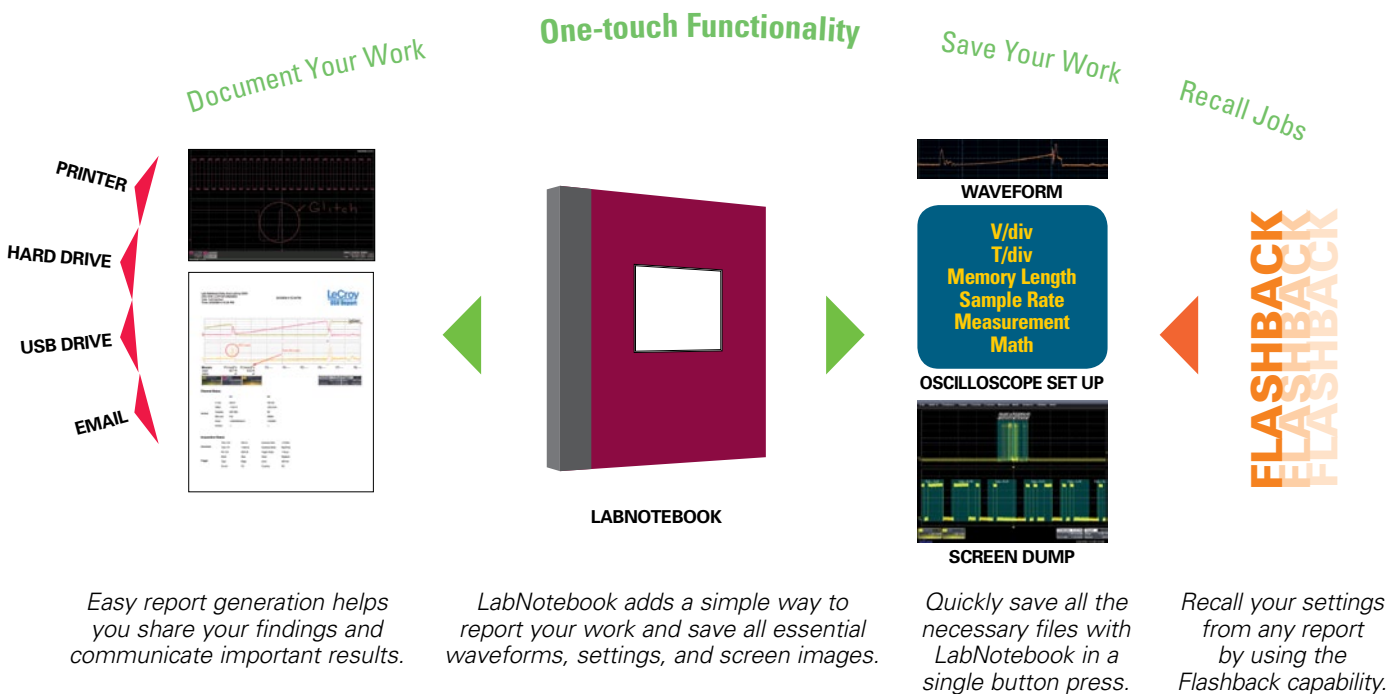 One-touch Functionality
Document Your Work
Save Your Work
Recall Jobs
PRINTER
HARD DRIVE
USB DRIVE
EMAIL
Glitch
LeCroy
LABNOTEBOOK
WAVEFORM
V/div
T/div
Memory Length
Sample Rate
Measurement
Math
OSCILLOSCOPE SET UP
SCREEN DUMP
FLASHBACK
FLASHBACK
FLASHBACK
Easy report generation helps
you share your findings and
communicate important results.
LabNotebook adds a simple way to
report your work and save all essential
waveforms, settings, and screen images.
Quickly save all the
necessary files with
LabNotebook in a
single button press.
Recall your settings
from any report
by using the
Flashback capability.